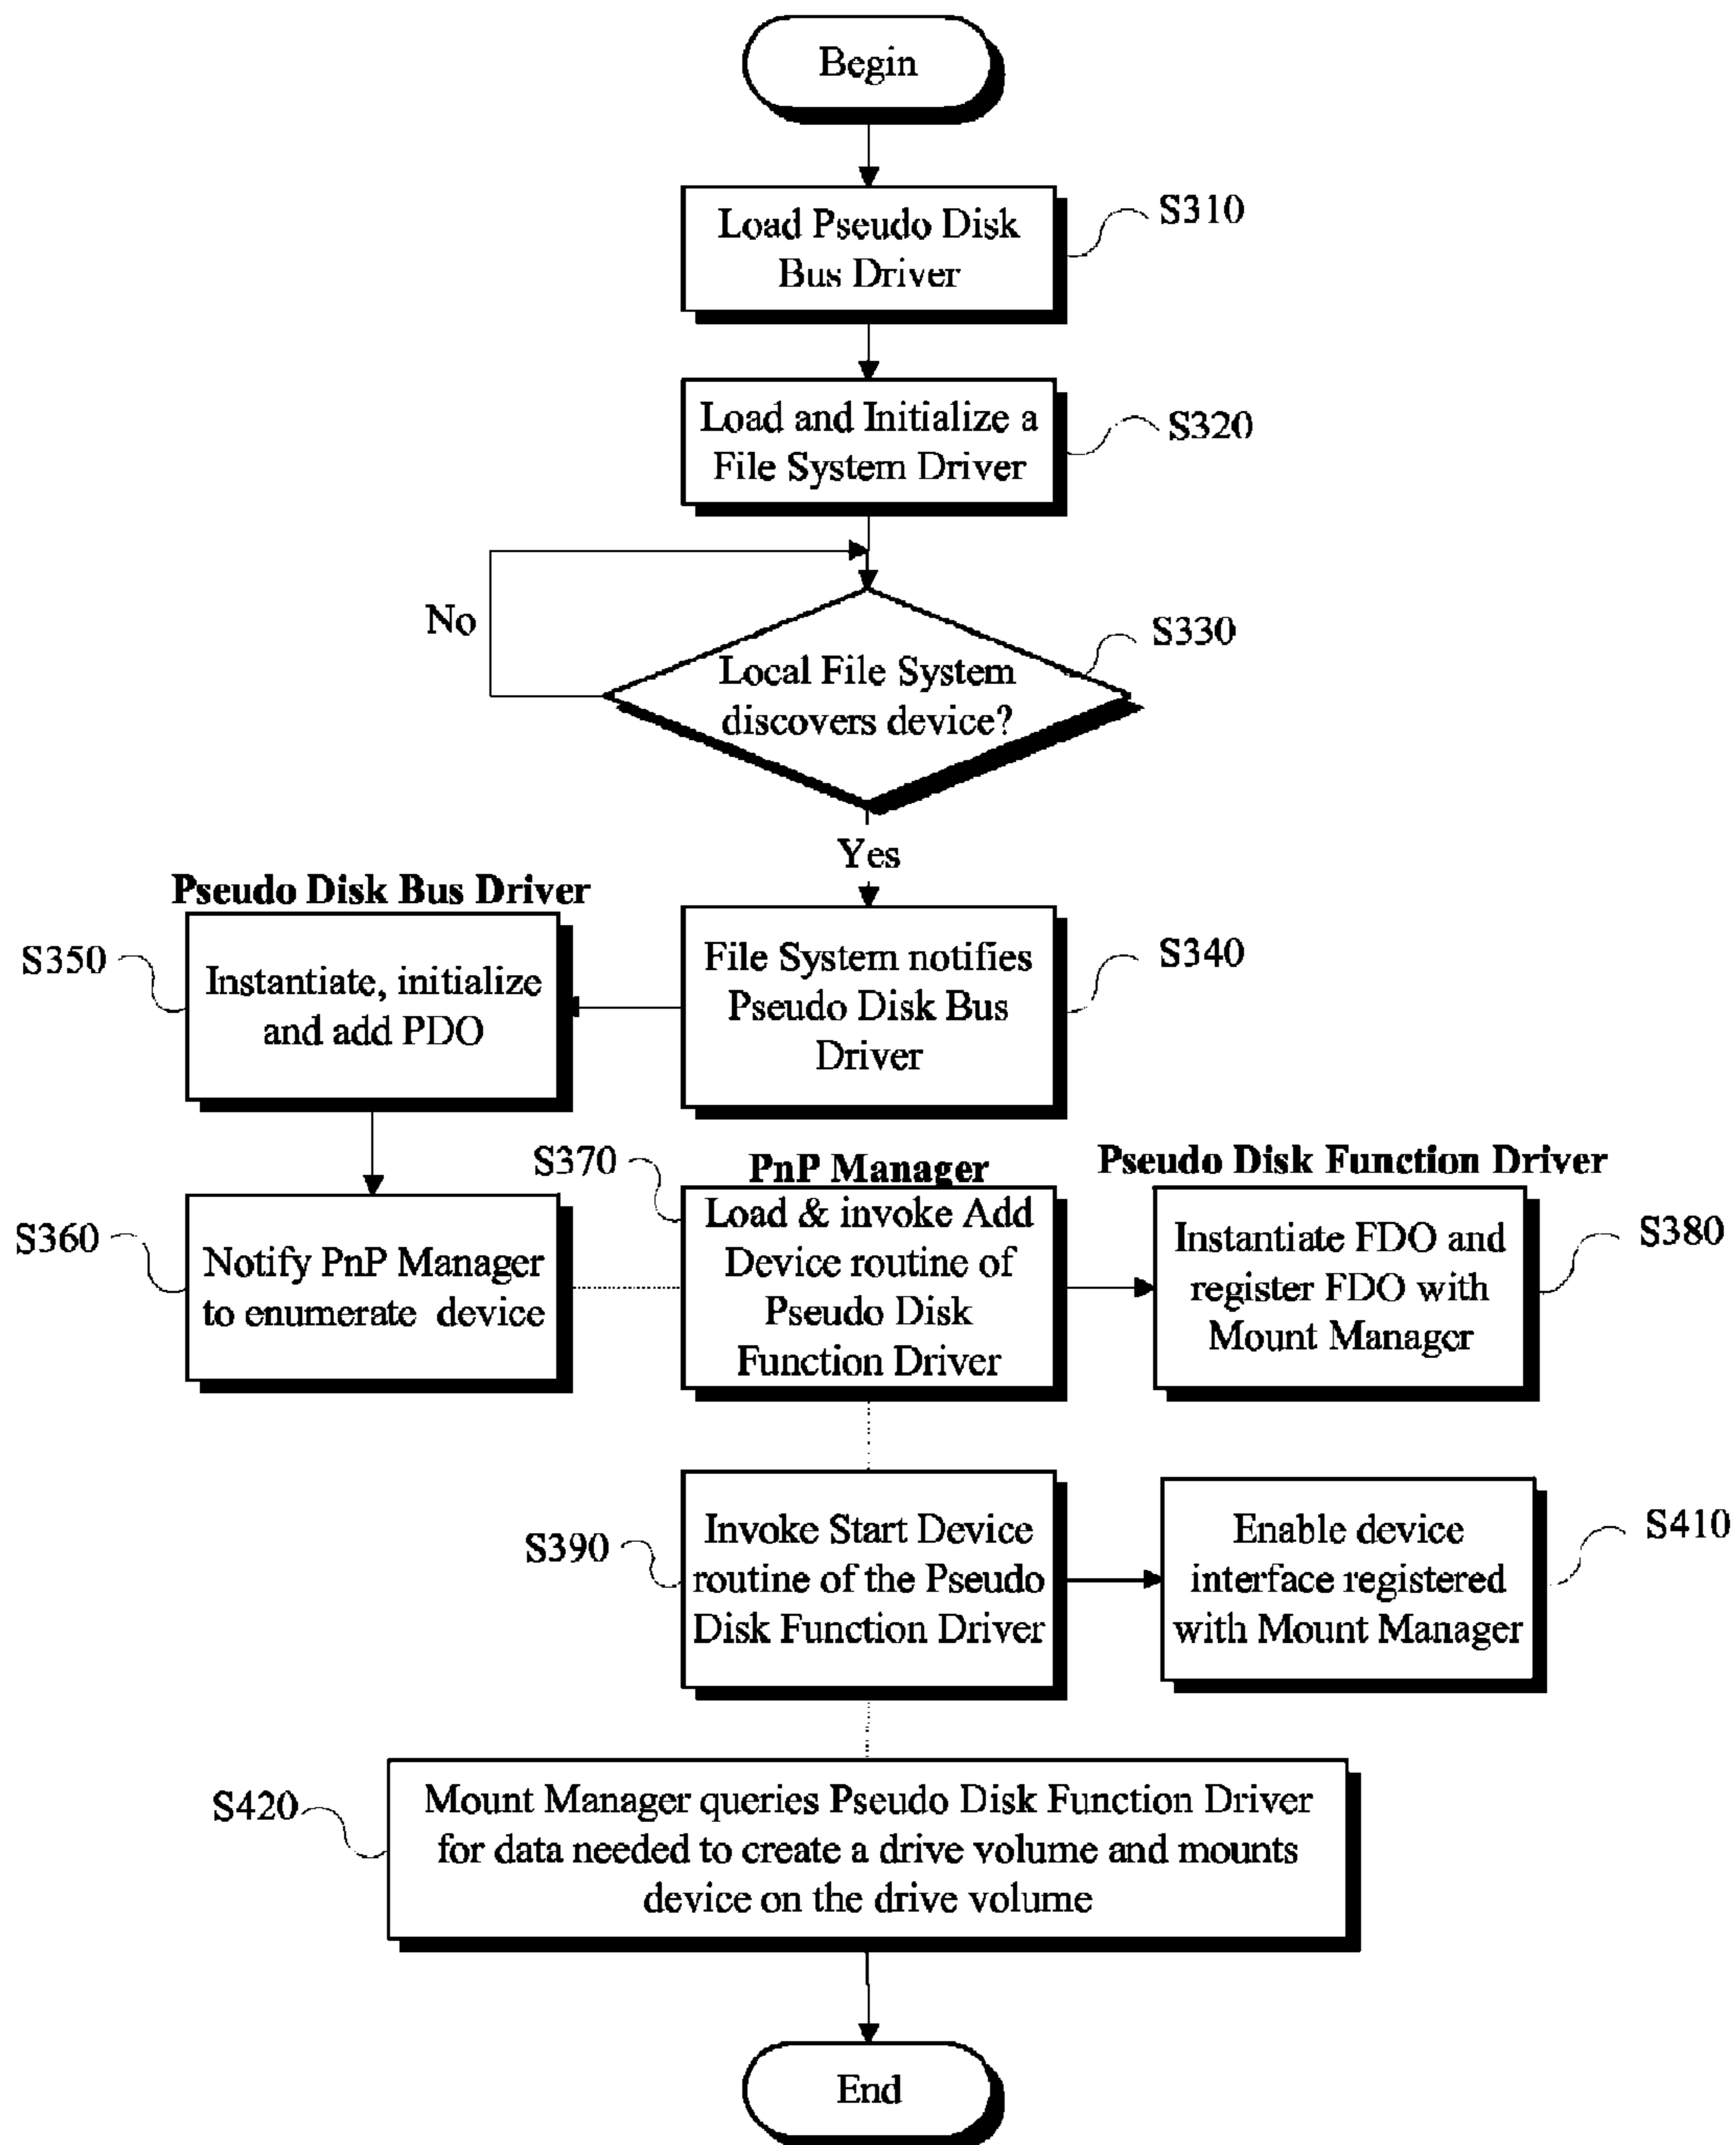 Begin
Load Pseudo Disk
Bus Driver
S310
Load and Initialize a
File System Driver
S320
No
Local File System
discovers device?
S330
Yes
Pseudo Disk Bus Driver
S350
Instantiate, initialize
and add PDO
File System notifies
Pseudo Disk Bus
Driver
S340
S360
Notify PnP Manager
to enumerate device
S370
PnP Manager
Load & invoke Add
Device routine of
Pseudo Disk
Function Driver
Pseudo Disk Function Driver
Instantiate FDO and
register FDO with
Mount Manager
S380
S390
Invoke Start Device
routine of the Pseudo
Disk Function Driver
Enable device
interface registered
with Mount Manager
S410
S420
Mount Manager queries Pseudo Disk Function Driver
for data needed to create a drive volume and mounts
device on the drive volume
End